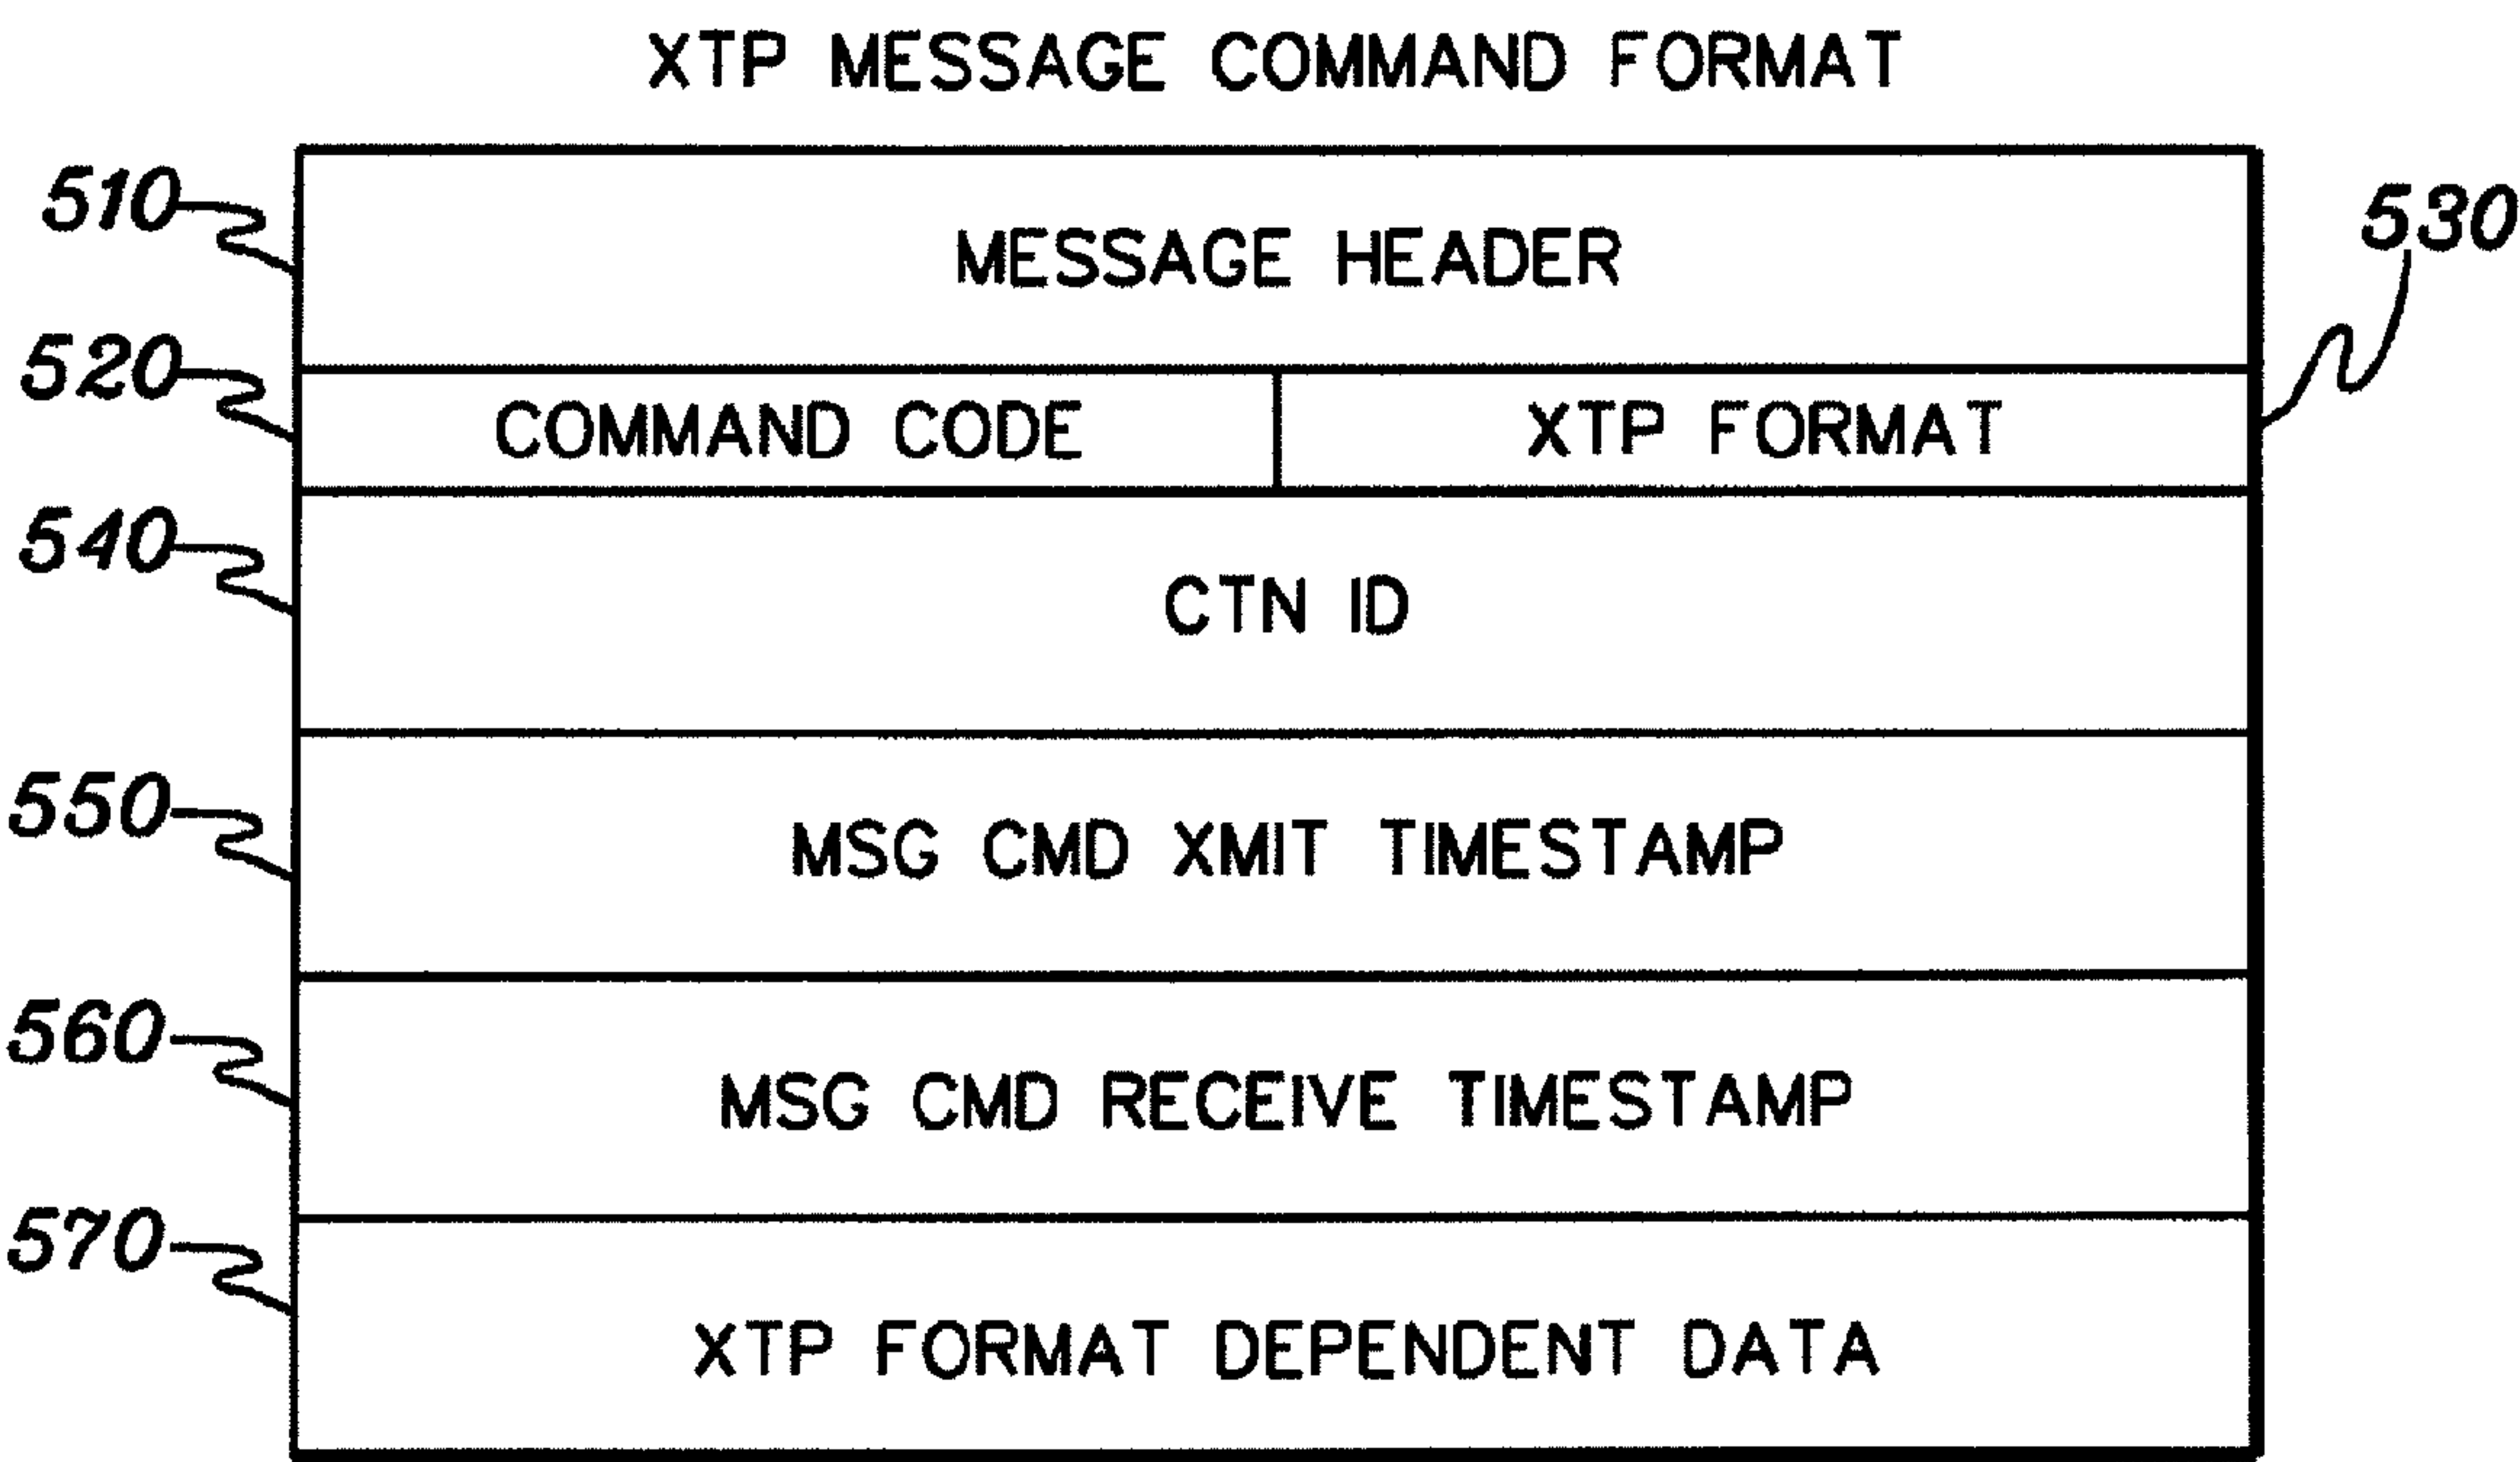 XTP MESSAGE COMMAND FORMAT
510
MESSAGE HEADER
530
520
COMMAND CODE XTP FORMAT
540
CTN ID
550
MSG CMD XMIT TIMESTAMP
560
MSG CMD RECEIVE TIMESTAMP
570
XTP FORMAT DEPENDENT DATA